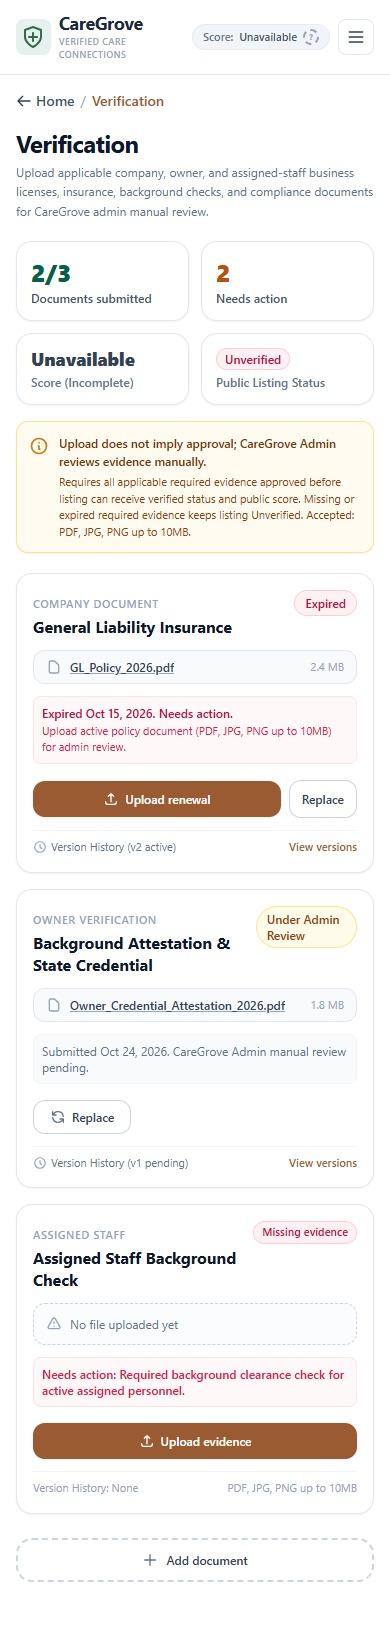 CareGrove
VERIFIED CARE
CONNECTIONS
Score: Unavailable ?
Home / Verification
Verification
Upload applicable company, owner, and assigned-staff business
licenses, insurance, background checks, and compliance documents
for CareGrove admin manual review.
2/3
Documents submitted
2
Needs action
Unavailable
Score (Incomplete)
Unverified
Public Listing Status
Upload does not imply approval; CareGrove Admin
reviews evidence manually.
Requires all applicable required evidence approved before
listing can receive verified status and public score. Missing or
expired required evidence keeps listing Unverified. Accepted:
PDF, JPG, PNG up to 10MB.
COMPANY DOCUMENT
Expired
General Liability Insurance
GL_Policy_2026.pdf
2.4 MB
Expired Oct 15, 2026. Needs action.
Upload active policy document (PDF, JPG, PNG up to 10MB)
for admin review.
Upload renewal
Replace
Version History (v2 active)
View versions
OWNER VERIFICATION
Under Admin
Review
Background Attestation &
State Credential
Owner_Credential_Attestation_2026.pdf
1.8 MB
Submitted Oct 24, 2026. CareGrove Admin manual review
pending.
Replace
Version History (v1 pending)
View versions
ASSIGNED STAFF
Missing evidence
Assigned Staff Background
Check
No file uploaded yet
Needs action: Required background clearance check for
active assigned personnel.
Upload evidence
Version History: None
PDF, JPG, PNG up to 10MB
Add document